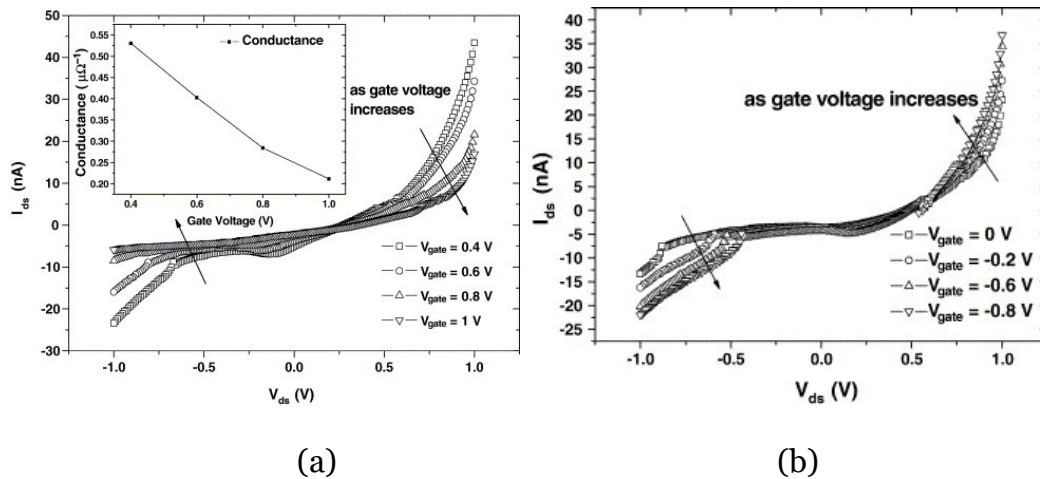 50
40
30
20
10
0
-10
-20
-30
I_ds (nA)
-1.0 -0.5 0.0 0.5 1.0
V_ds (V)
0.55
0.50
0.45
0.40
0.35
0.30
0.25
0.20
Conductance (μΩ⁻¹)
Conductance
0.4 0.6 0.8 1.0
Gate Voltage (V)
as gate voltage
increases
V_gate = 0.4 V
V_gate = 0.6 V
V_gate = 0.8 V
V_gate = 1 V
(a)
40
35
30
25
20
15
10
5
0
-5
-10
-15
-20
-25
I_ds (nA)
-1.0 -0.5 0.0 0.5 1.0
V_ds (V)
as gate voltage increases
V_gate = 0 V
V_gate = -0.2 V
V_gate = -0.6 V
V_gate = -0.8 V
(b)